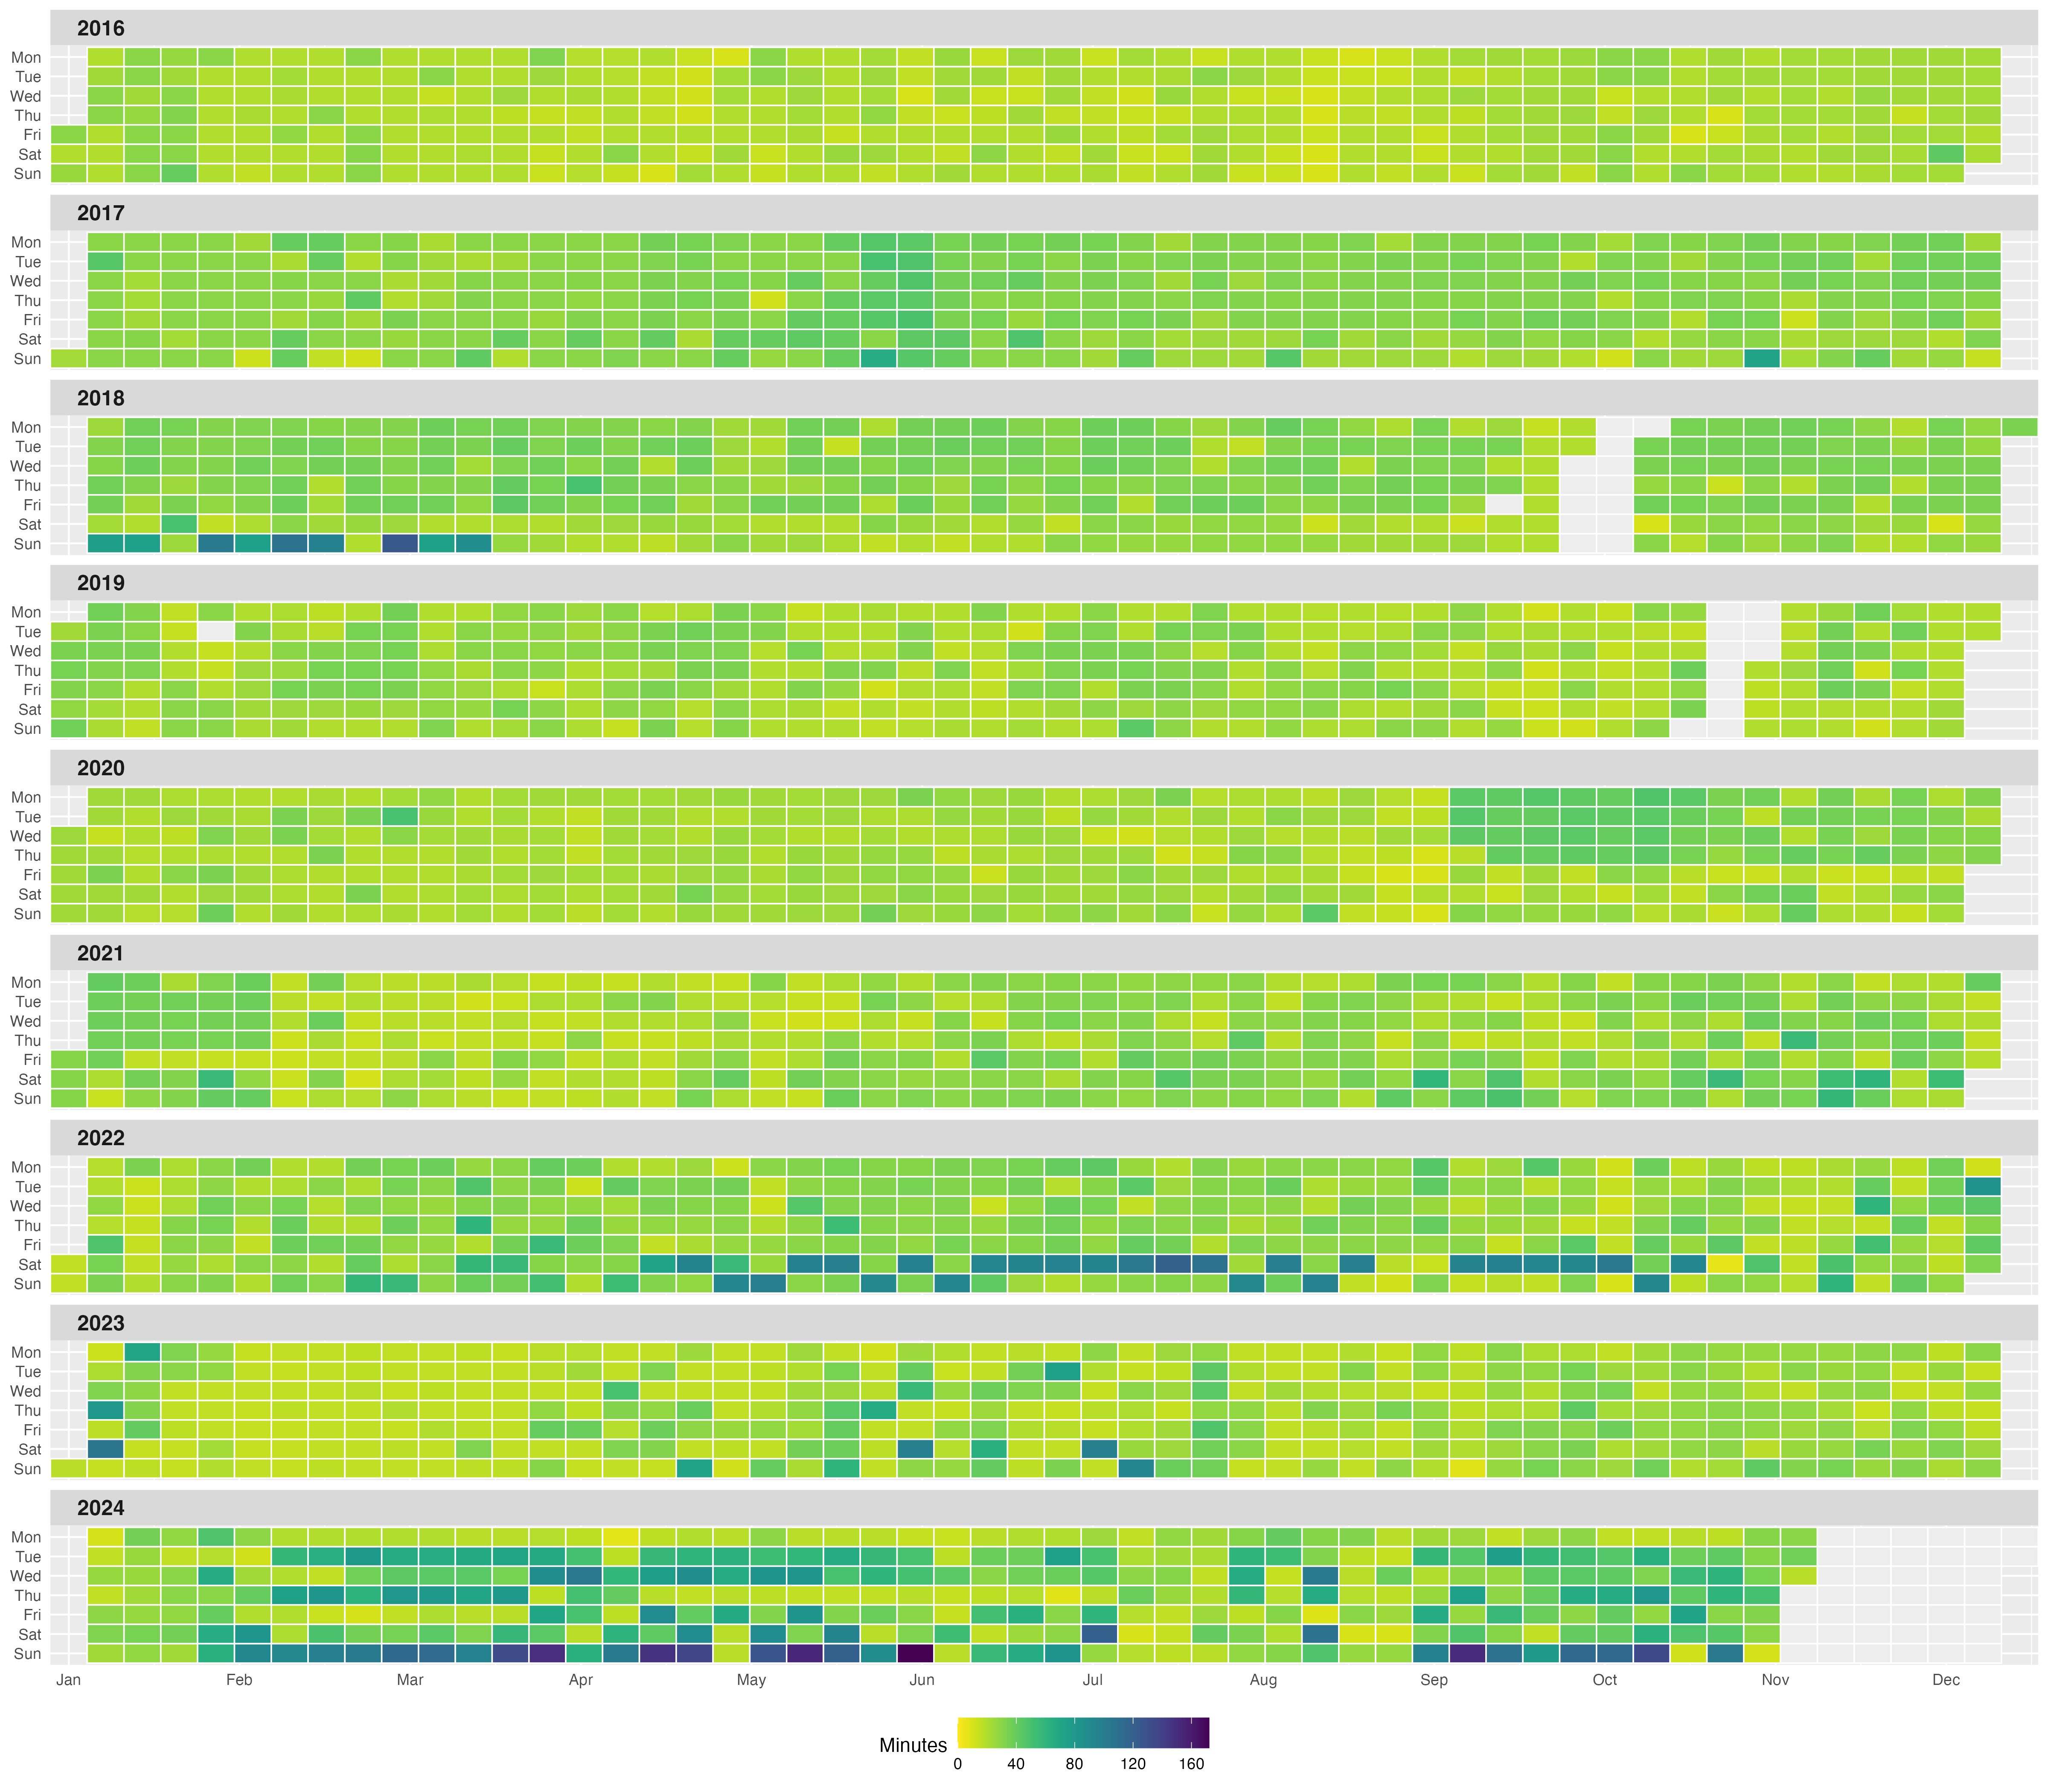 2016
Mon
Tue
Wed
Thu
Fri
Sat
Sun
2017
Mon
Tue
Wed
Thu
Fri
Sat
Sun
2018
Mon
Tue
Wed
Thu
Fri
Sat
Sun
2019
Mon
Tue
Wed
Thu
Fri
Sat
Sun
2020
Mon
Tue
Wed
Thu
Fri
Sat
Sun
2021
Mon
Tue
Wed
Thu
Fri
Sat
Sun
2022
Mon
Tue
Wed
Thu
Fri
Sat
Sun
2023
Mon
Tue
Wed
Thu
Fri
Sat
Sun
2024
Mon
Tue
Wed
Thu
Fri
Sat
Sun
Jan Feb Mar Apr May Jun Jul Aug Sep Oct Nov Dec
Minutes
0 40 80 120 160